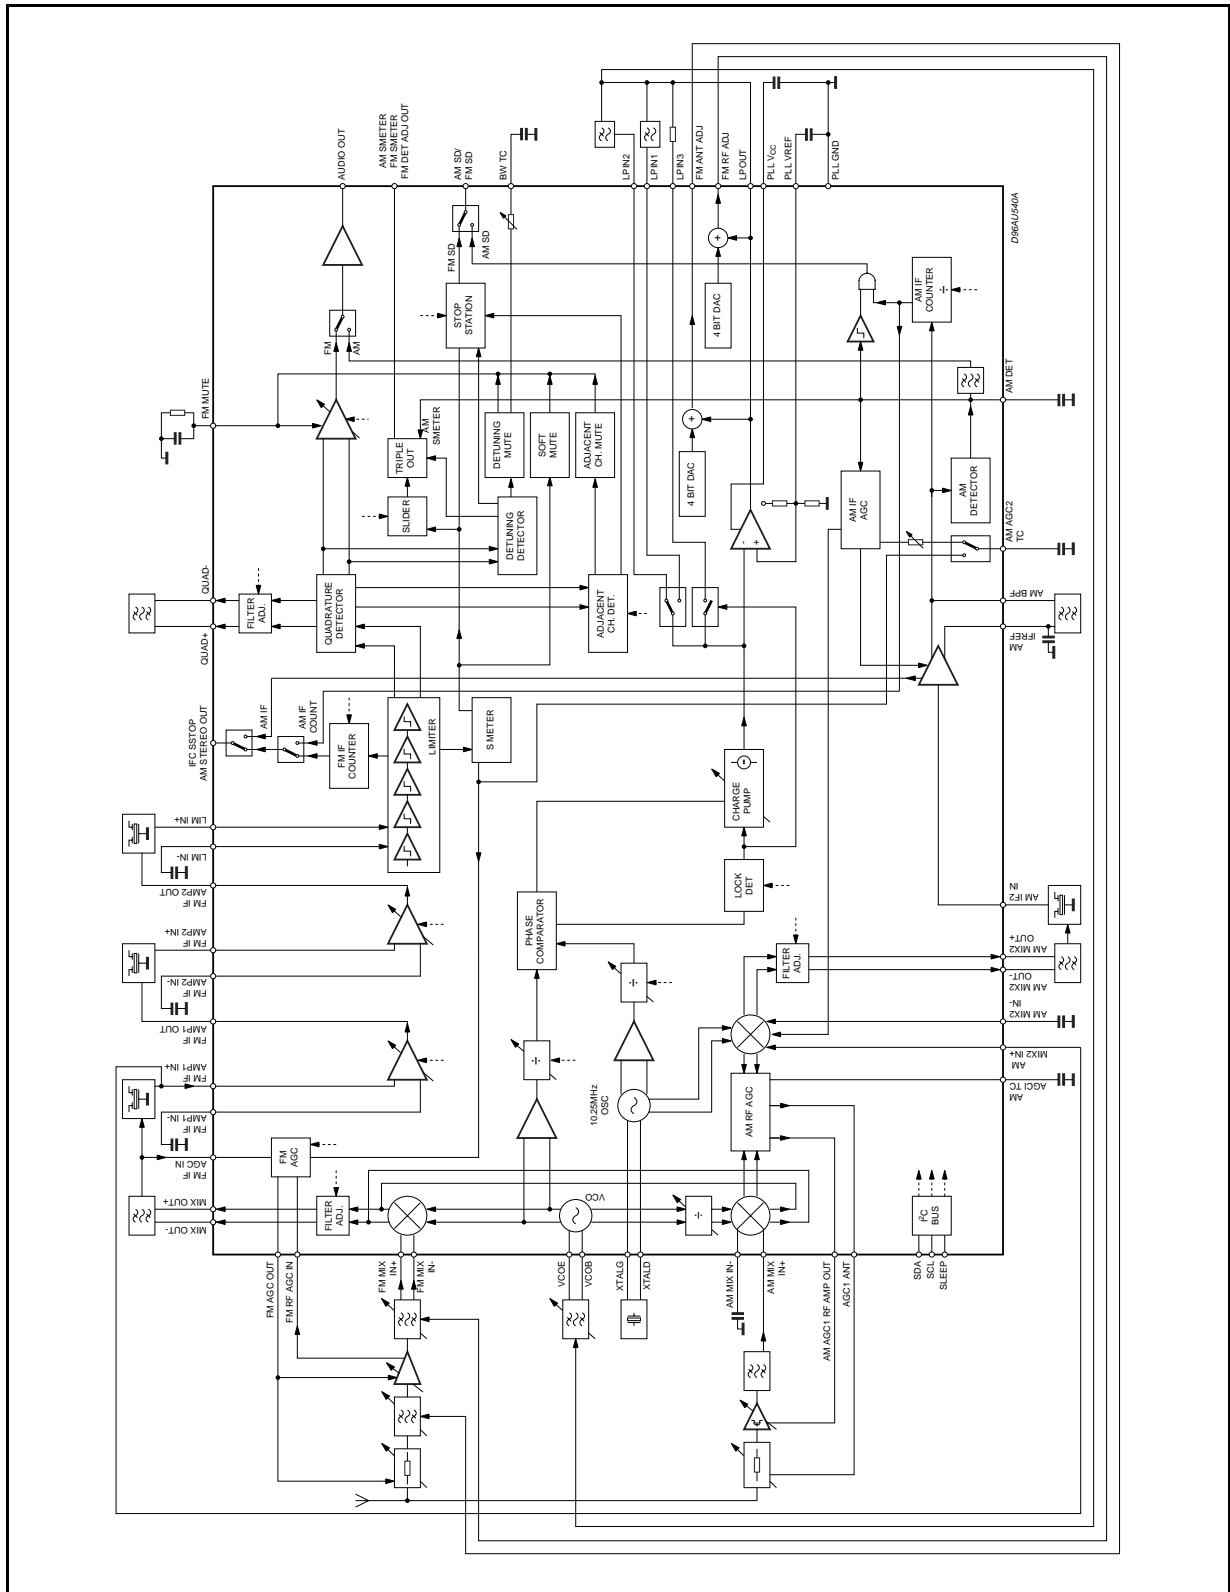 AUDIO OUT
AM SMETER
FM SMETER
FM DET ADJ OUT
AM SD/
FM SD
BW TC
LPIN2
LPIN1
LPIN3
FM ANT ADJ
FM RF ADJ
LPOUT
PLL VCC
PLL VREF
PLL GND
D96AU540A
FM MUTE
FM
AM
FM SD
AM SD
STOP
STATION
4 BIT DAC
AM IF
COUNTER
AM DET
TRIPLE
OUT
AM
SMETER
SLIDER
DETUNING
MUTE
SOFT
MUTE
ADJACENT
CH. MUTE
DETUNING
DETECTOR
4 BIT DAC
-
+
+
+
AM IF
AGC
AM
DETECTOR
AM AGC2
TC
QUAD-
QUAD+
FILTER
ADJ.
QUADRATURE
DETECTOR
ADJACENT
CH. DET.
AM BPF
AM
IFREF
IFC SSTOP
AM STEREO OUT
AM IF
AM IF
COUNT
FM IF
COUNTER
LIMITER
S METER
LIM IN+
LIM IN-
CHARGE
PUMP
LOCK
DET
PHASE
COMPARATOR
FM IF
AMP2 OUT
FM IF
AMP2 IN+
FM IF
AMP2 IN-
FM IF
AMP1 OUT
FM IF
AMP1 IN+
FM IF
AMP1 IN-
FM IF
AGC IN
MIX OUT+
MIX OUT-
AM IF2
IN
AM MIX2
OUT+
AM MIX2
OUT-
AM MIX2
IN-
AM
MIX2 IN+
AM
AGCI TC
FILTER
ADJ.
10.25MHz
OSC
AM RF AGC
FM
AGC
FILTER
ADJ.
VCO
I2C
BUS
FM AGC OUT
FM RF AGC IN
FM MIX
IN+
FM MIX
IN-
VCOE
VCOB
XTALG
XTALD
AM MIX IN-
AM MIX
IN+
AM AGC1 RF AMP OUT
AGC1 ANT
SDA
SCL
SLEEP